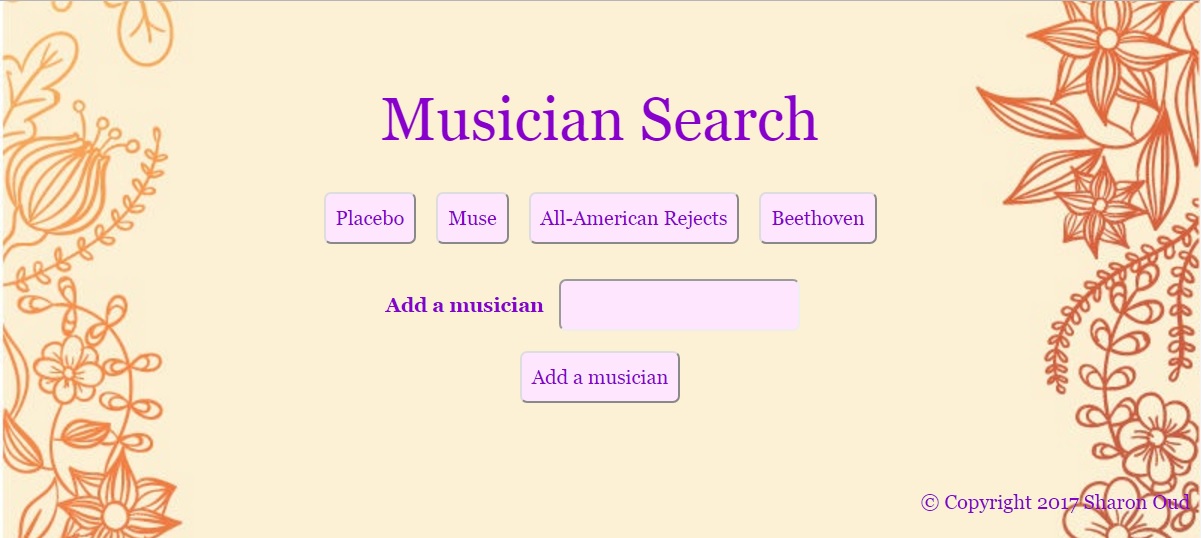 Musician Search
Placebo Muse All-American Rejects Beethoven
Add a musician
Add a musician
© Copyright 2017 Sharon Oud